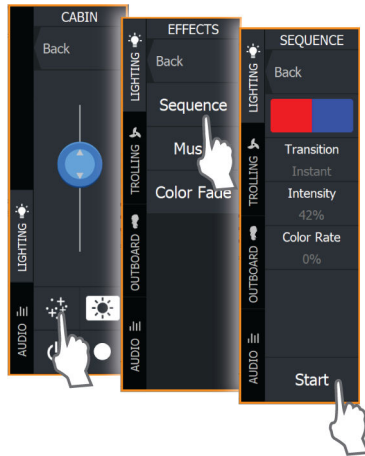 CABIN
Back
LIGHTING
AUDIO
EFFECTS
Back
Sequence
Mus
Color Fade
LIGHTING
TROLLING
OUTBOARD
AUDIO
SEQUENCE
Back
Transition
Instant
Intensity
42%
Color Rate
0%
Start
LIGHTING
TROLLING
OUTBOARD
AUDIO